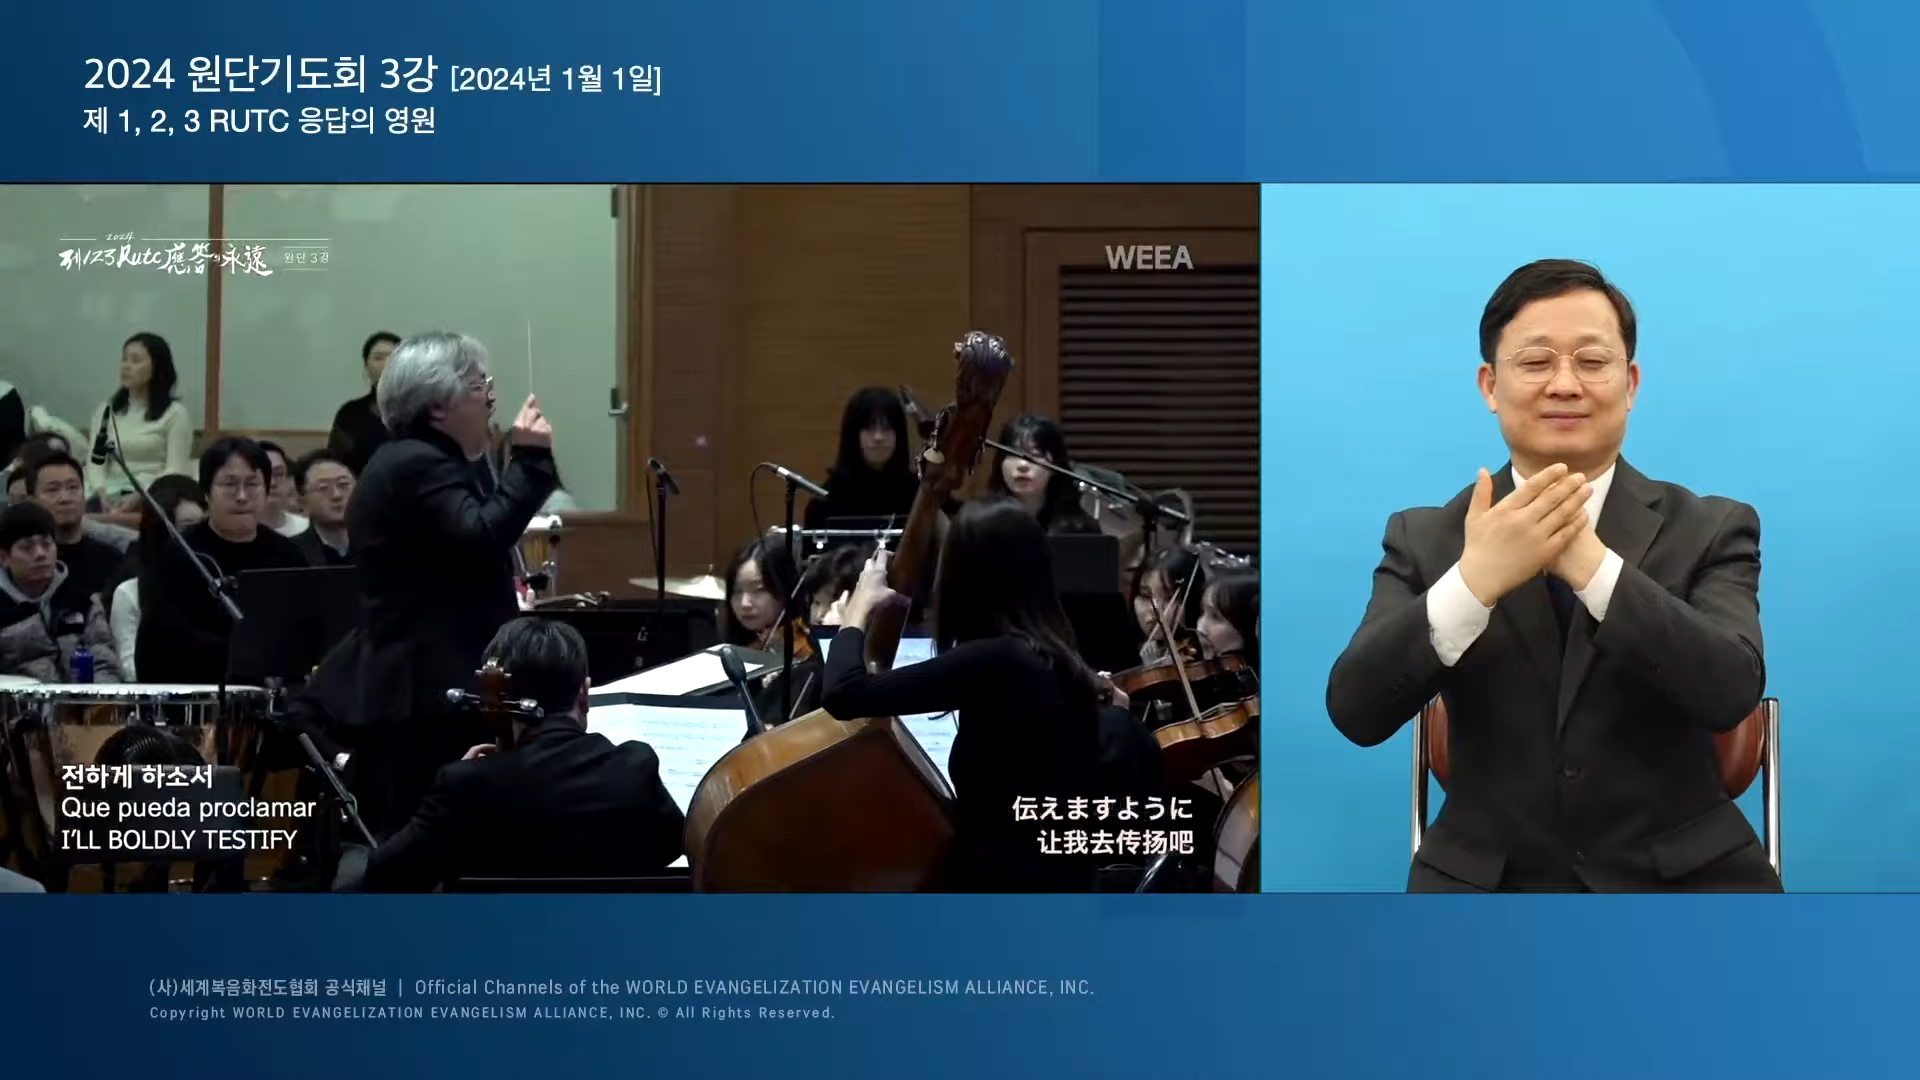 2024 원단기도회 3강 [2024년 1월 1일]
제 1, 2, 3 RUTC 응답의 영원
2024
제123 Rutc 應答의 永遠 원단 3강
WEEA
전하게 하소서
Que pueda proclamar
I'LL BOLDLY TESTIFY
伝えますように
让我去传扬吧
(사)세계복음화전도협회 공식채널 | Official Channels of the WORLD EVANGELIZATION EVANGELISM ALLIANCE, INC.
Copyright WORLD EVANGELIZATION EVANGELISM ALLIANCE, INC. © All Rights Reserved.